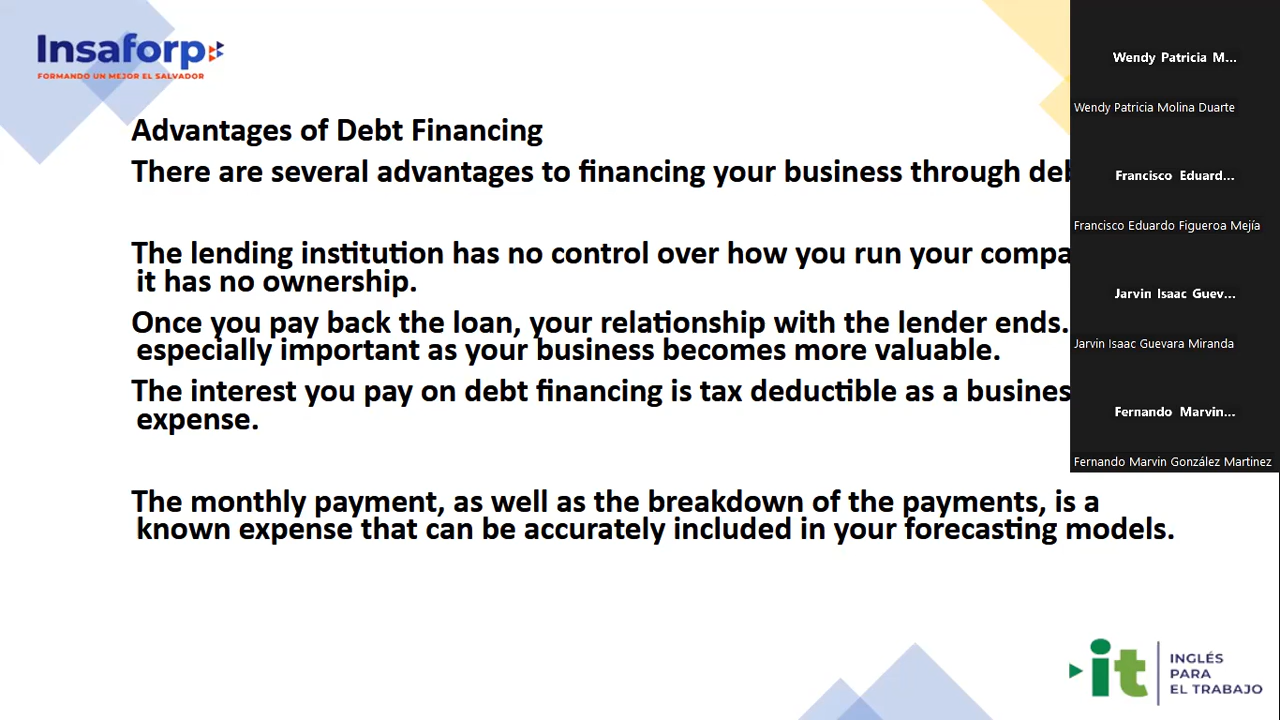 Insaforp
FORMANDO UN MEJOR EL SALVADOR
Advantages of Debt Financing
There are several advantages to financing your business through
The lending institution has no control over how you run your
it has no ownership.
Once you pay back the loan, your relationship with the lender ends.
especially important as your business becomes more valuable.
The interest you pay on debt financing is tax deductible as a
expense.
The monthly payment, as well as the breakdown of the payments, is a
known expense that can be accurately included in your forecasting models.
Wendy Patricia M...
Wendy Patricia Molina Duarte
Francisco Eduard...
Francisco Eduardo Figueroa Mejía
Jarvin Isaac Guev...
Jarvin Isaac Guevara Miranda
Fernando Marvin...
Fernando Marvin González Martinez
it
INGLÉS
PARA
EL TRABAJO